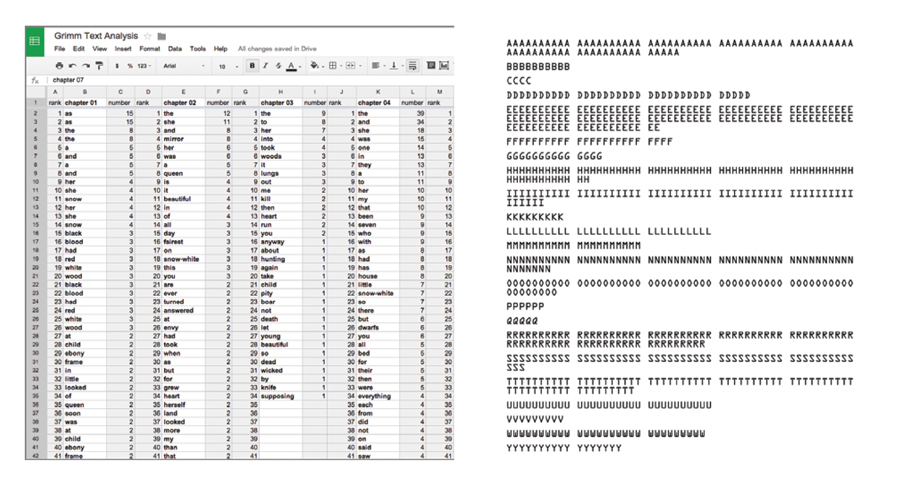 Grimm Text Analysis
File Edit View Insert Format Data Tools Help All changes saved in Drive
$ % 123 Arial 10 B I S A
fx chapter 07
A B C D E F G H I J K L M
1 rank chapter 01 number rank chapter 02 number rank chapter 03 number rank chapter 04 number rank
2 1 as 15 1 the 12 1 the 9 1 the 39 1
3 2 as 15 2 she 11 2 to 8 2 and 34 2
4 3 the 8 3 and 8 3 her 7 3 she 18 3
5 4 the 8 4 mirror 8 4 into 4 4 was 15 4
6 5 a 6 5 her 6 5 took 4 5 one 14 5
7 6 and 5 6 was 6 6 woods 3 6 in 13 6
8 7 a 5 7 a 5 7 it 3 7 they 13 7
9 8 and 5 8 queen 5 8 lungs 3 8 a 11 8
10 9 her 4 9 is 4 9 out 3 9 to 11 9
11 10 she 4 10 it 4 10 me 2 10 her 10 10
12 11 snow 4 11 beautiful 4 11 kill 2 11 my 10 11
13 12 her 4 12 in 4 12 then 2 12 that 10 12
14 13 she 4 13 of 4 13 heart 2 13 been 9 13
15 14 snow 4 14 all 3 14 run 2 14 seven 9 14
16 15 black 3 15 day 3 15 you 2 15 who 9 15
17 16 blood 3 16 fairest 3 16 anyway 1 16 with 9 16
18 17 had 3 17 on 3 17 about 1 17 as 8 17
19 18 red 3 18 snow-white 3 18 hunting 1 18 had 8 18
20 19 white 3 19 this 3 19 again 1 19 has 8 19
21 20 wood 3 20 you 3 20 take 1 20 house 8 20
22 21 black 3 21 are 2 21 child 1 21 little 7 21
23 22 blood 3 22 ever 2 22 pity 1 22 snow-white 7 22
24 23 had 3 23 turned 2 23 boar 1 23 so 7 23
25 24 red 3 24 answered 2 24 not 1 24 there 7 24
26 25 white 3 25 at 2 25 death 1 25 but 6 25
27 26 wood 3 26 envy 2 26 let 1 26 dwarfs 6 26
28 27 at 2 27 had 2 27 young 1 27 you 6 27
29 28 child 2 28 took 2 28 beautiful 1 28 all 5 28
30 29 ebony 2 29 when 2 29 so 1 29 bed 5 29
31 30 frame 2 30 as 2 30 dead 1 30 for 5 30
32 31 in 2 31 but 2 31 wicked 1 31 their 5 31
33 32 little 2 32 for 2 32 by 1 32 then 5 32
34 33 looked 2 33 grew 2 33 knife 1 33 were 5 33
35 34 of 2 34 heart 2 34 supposing 1 34 everything 4 34
36 35 queen 2 35 herself 2 35 35 each 4 35
37 36 soon 2 36 land 2 36 36 from 4 36
38 37 was 2 37 looked 2 37 37 did 4 37
39 38 at 2 38 more 2 38 38 not 4 38
40 39 child 2 39 my 2 39 39 on 4 39
41 40 ebony 2 40 than 2 40 40 said 4 40
42 41 frame 2 41 that 2 41 41 saw 4 41
AAAAAAAAAA AAAAAAAAAA AAAAAAAAAA AAAAAAAAAA AAAAAAAAAA
AAAAAAAAAA AAAAAAAAAA AAAAA
BBBBBBBBBB
CCCC
DDDDDDDDDD DDDDDDDDDD DDDDDDDDDD DDDDD
EEEEEEEEEE EEEEEEEEEE EEEEEEEEEE EEEEEEEEEE EEEEEEEEEE
EEEEEEEEEE EEEEEEEEEE EEEEEEEEEE EEEEEEEEEE EEEEEEEEEE
EEEEEEEEEE EEEEEEEEEE EE
FFFFFFFFFF FFFFFFFFFF FFFF
GGGGGGGGGG GGGG
HHHHHHHHHH HHHHHHHHHH HHHHHHHHHH HHHHHHHHHH HHHHHHHHHH
HHHHHHHHHH HH
IIIIIIIIII IIIIIIIIII IIIIIIIIII IIIIIIIIII IIIIIIIIII
IIIIII
KKKKKKKKK
LLLLLLLLLL LLLLLLLLLL LLLLLLLLLL
MMMMMMMMMM MMMMMMMMMM
NNNNNNNNNN NNNNNNNNNN NNNNNNNNNN NNNNNNNNNN NNNNNNNNNN
NNNNNNN
OOOOOOOOOO OOOOOOOOOO OOOOOOOOOO OOOOOOOOOO OOOOOOOOOO
OOOOOOOOO
PPPPPP
QQQQQ
RRRRRRRRRR RRRRRRRRRR RRRRRRRRRR RRRRRRRRRR RRRRRRRRRR
RRRRRRRRRR RRRRRRRRRR RRRRRRRRR
SSSSSSSSSS SSSSSSSSSS SSSSSSSSSS SSSSSSSSSS SSSSSSSSSS
SSS
TTTTTTTTTT TTTTTTTTTT TTTTTTTTTT TTTTTTTTTT TTTTTTTTTT
TTTTTTTTTT TTTTTTTTT
UUUUUUUUUU UUUUUUUUUU UUUUUUUUUU
VVVVVVVVV
WWWWWWWWWW WWWWWWWWWW WWWWWWWWW
YYYYYYYYYY YYYYYYY